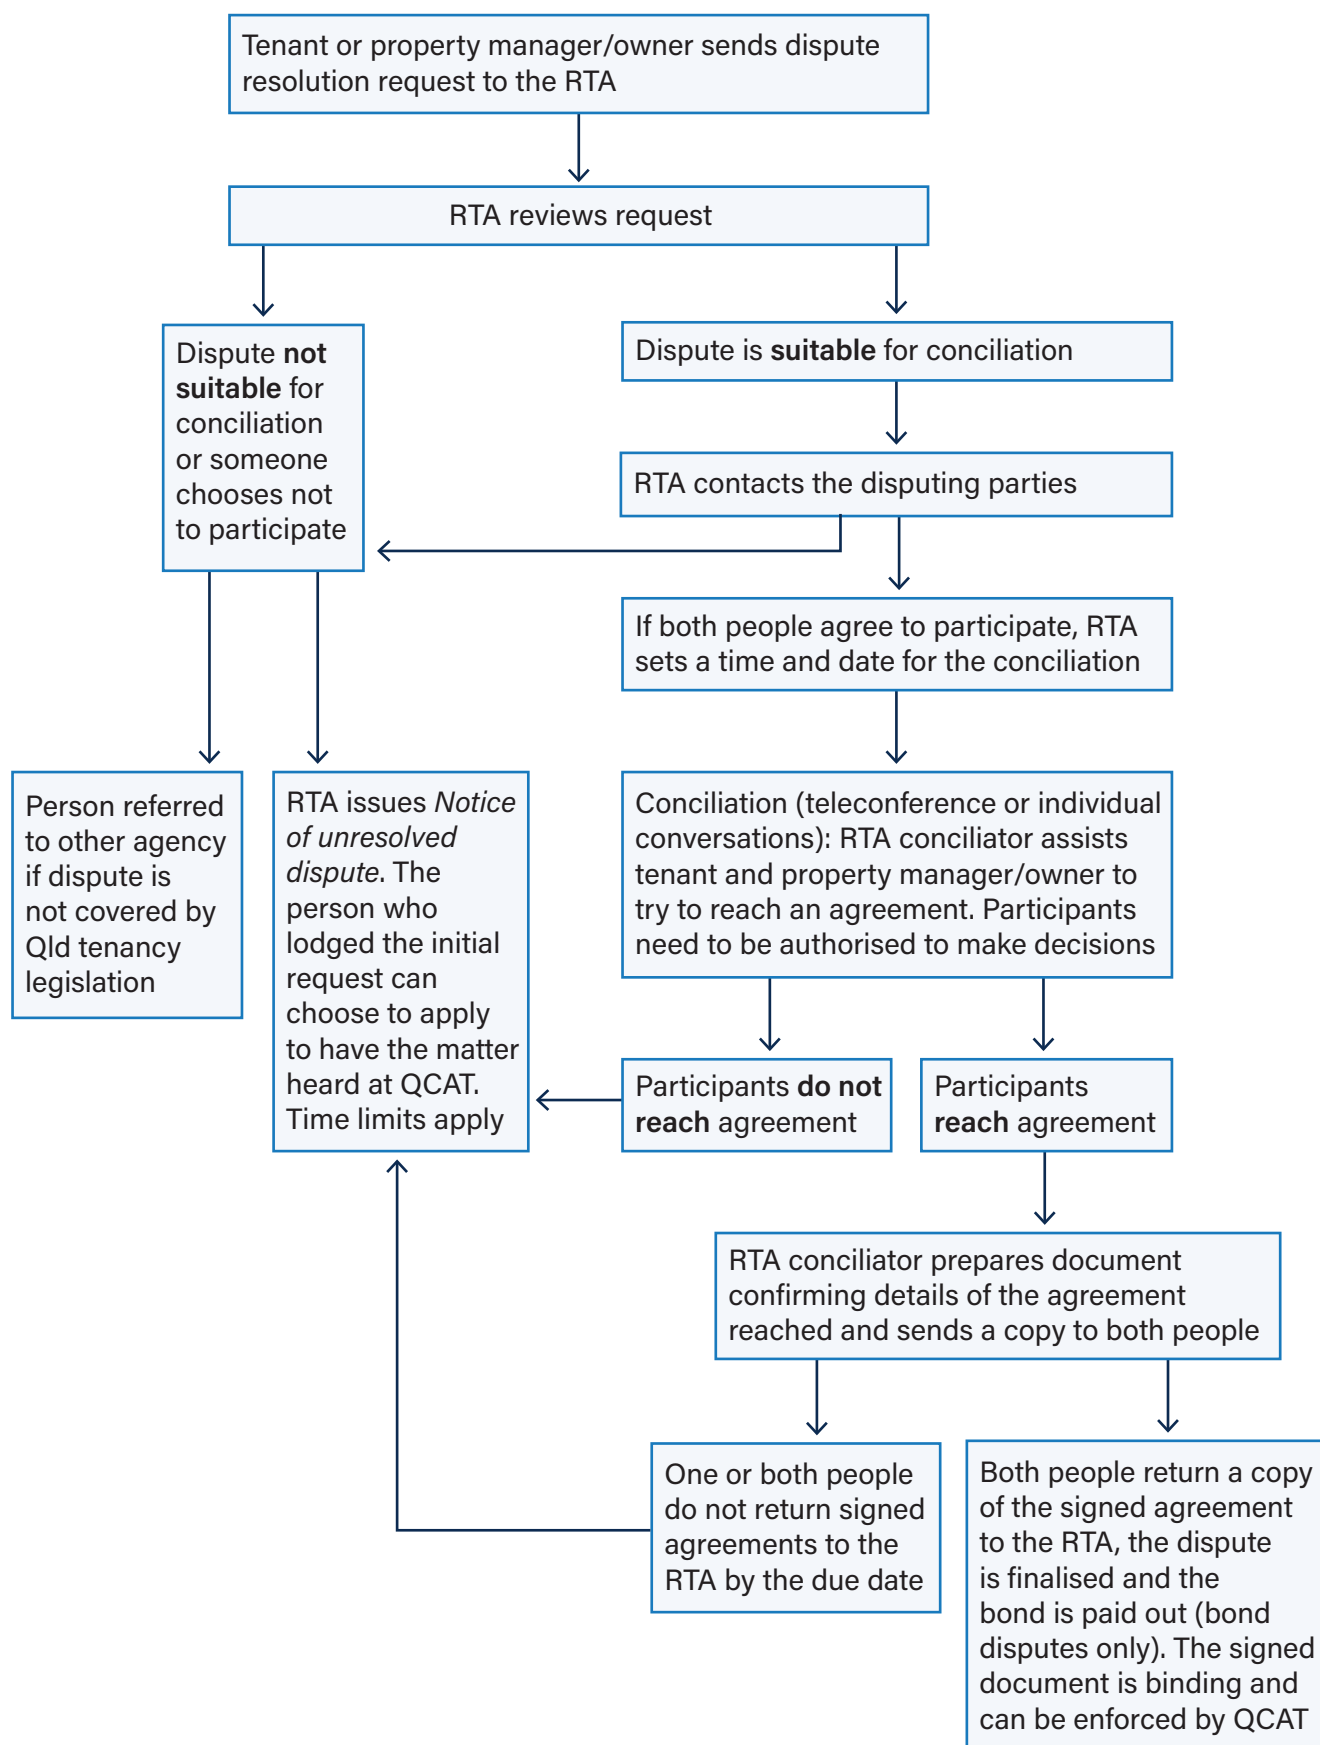 Tenant or property manager/owner sends dispute
resolution request to the RTA
RTA reviews request
Dispute not
suitable for
conciliation
or someone
chooses not
to participate
Dispute is suitable for conciliation
RTA contacts the disputing parties
If both people agree to participate, RTA
sets a time and date for the conciliation
Person referred
to other agency
if dispute is
not covered by
Qld tenancy
legislation
RTA issues Notice
of unresolved
dispute. The
person who
lodged the initial
request can
choose to apply
to have the matter
heard at QCAT.
Time limits apply
Conciliation (teleconference or individual
conversations): RTA conciliator assists
tenant and property manager/owner to
try to reach an agreement. Participants
need to be authorised to make decisions
Participants do not
reach agreement
Participants
reach agreement
RTA conciliator prepares document
confirming details of the agreement
reached and sends a copy to both people
One or both people
do not return signed
agreements to the
RTA by the due date
Both people return a copy
of the signed agreement
to the RTA, the dispute
is finalised and the
bond is paid out (bond
disputes only). The signed
document is binding and
can be enforced by QCAT